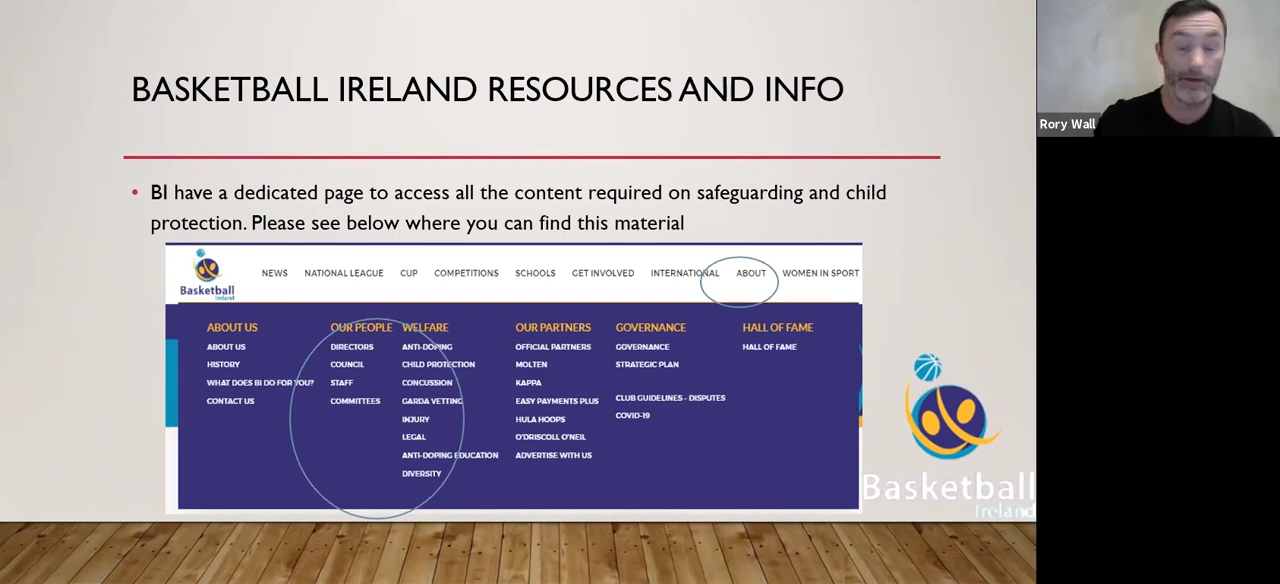 BASKETBALL IRELAND RESOURCES AND INFO
Rory Wall
• BI have a dedicated page to access all the content required on safeguarding and child
protection. Please see below where you can find this material
Basketball
Ireland
NEWS NATIONAL LEAGUE CUP COMPETITIONS SCHOOLS GET INVOLVED INTERNATIONAL ABOUT WOMEN IN SPORT
ABOUT US
ABOUT US
HISTORY
WHAT DOES BI DO FOR YOU?
CONTACT US
OUR PEOPLE
DIRECTORS
COUNCIL
STAFF
COMMITTEES
WELFARE
ANTI-DOPING
CHILD PROTECTION
CONCUSSION
GARDA VETTING
INJURY
LEGAL
ANTI-DOPING EDUCATION
DIVERSITY
OUR PARTNERS
OFFICIAL PARTNERS
MOLTEN
KAPPA
EASY PAYMENTS PLUS
HULA HOOPS
O'DRISCOLL O'NEIL
ADVERTISE WITH US
GOVERNANCE
GOVERNANCE
STRATEGIC PLAN
CLUB GUIDELINES - DISPUTES
COVID-19
HALL OF FAME
HALL OF FAME
Basketball
Ireland